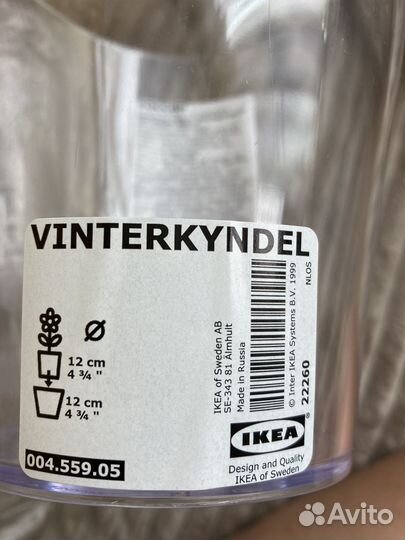 VINTERKYNDEL
12 cm
4 ¾ "
12 cm
4 ¾ "
004.559.05
IKEA of Sweden AB
SE-343 81 Älmhult
Made in Russia
22260
© Inter IKEA Systems B.V. 1999
NLOS
IKEA
®
Design and Quality
IKEA of Sweden
Avito